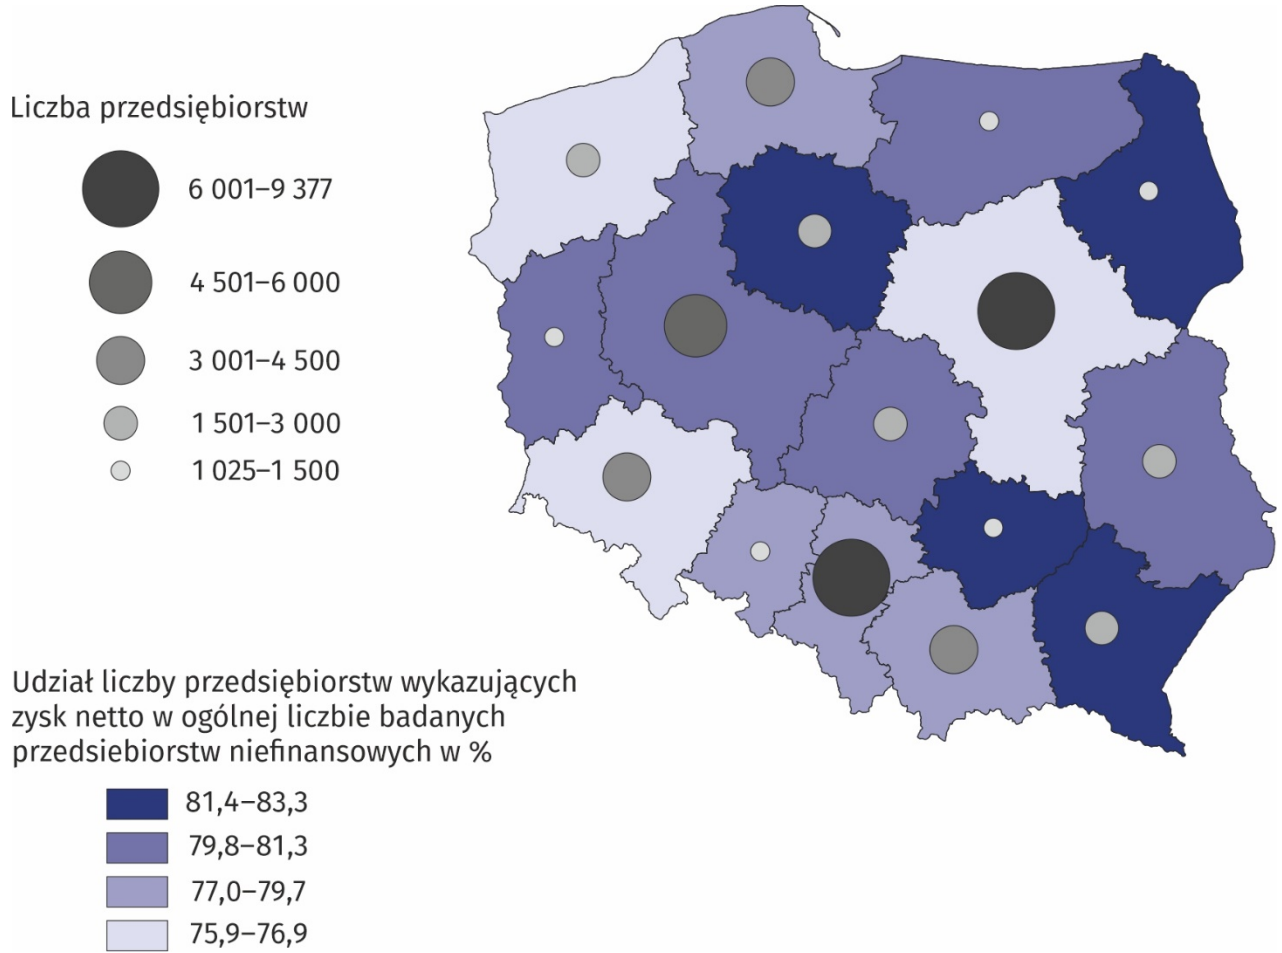 Liczba przedsiębiorstw
6 001–9 377
4 501–6 000
3 001–4 500
1 501–3 000
1 025–1 500
Udział liczby przedsiębiorstw wykazujących
zysk netto w ogólnej liczbie badanych
przedsiebiorstw niefinansowych w %
81,4–83,3
79,8–81,3
77,0–79,7
75,9–76,9